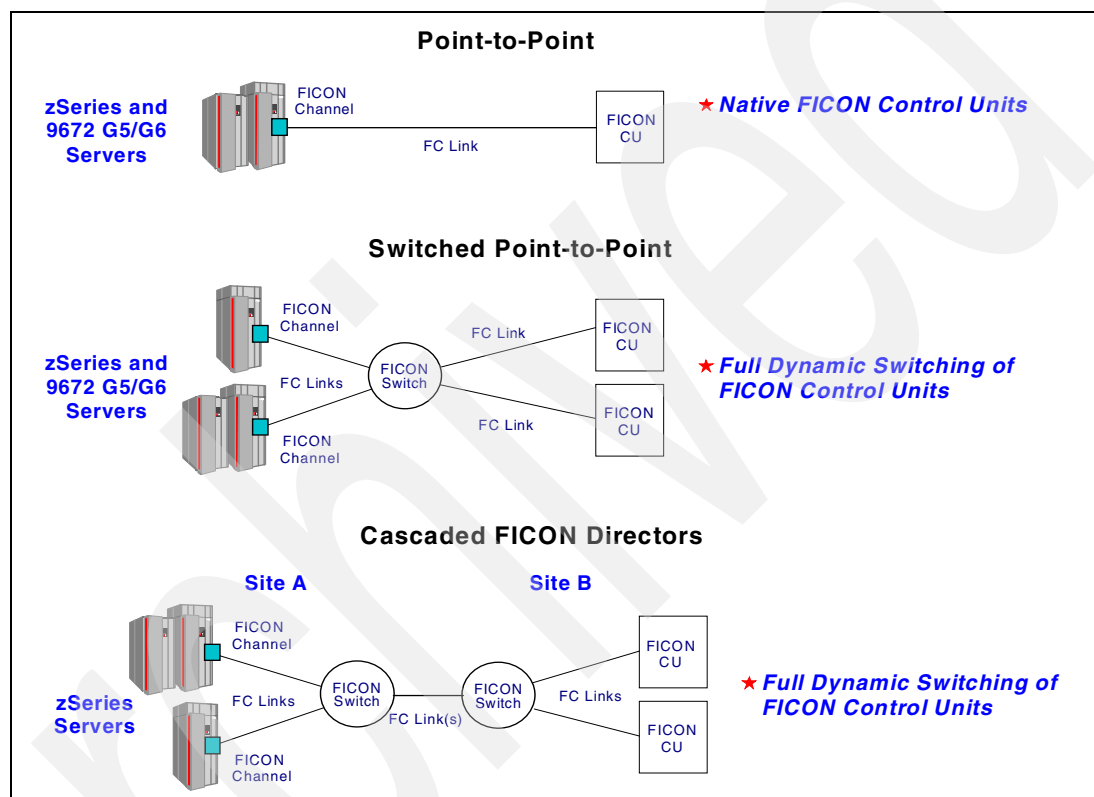 Point-to-Point
zSeries and
9672 G5/G6
Servers
FICON
Channel
FC Link
FICON
CU
Native FICON Control Units
Switched Point-to-Point
zSeries and
9672 G5/G6
Servers
FICON
Channel
FC Links
FICON
Channel
FICON
Switch
FC Link
FC Link
FICON
CU
FICON
CU
Full Dynamic Switching of
FICON Control Units
Cascaded FICON Directors
Site A
Site B
zSeries
Servers
FICON
Channel
FC Links
FICON
Channel
FICON
Switch
FC Link(s)
FICON
Switch
FC Links
FICON
CU
FICON
CU
Full Dynamic Switching of
FICON Control Units